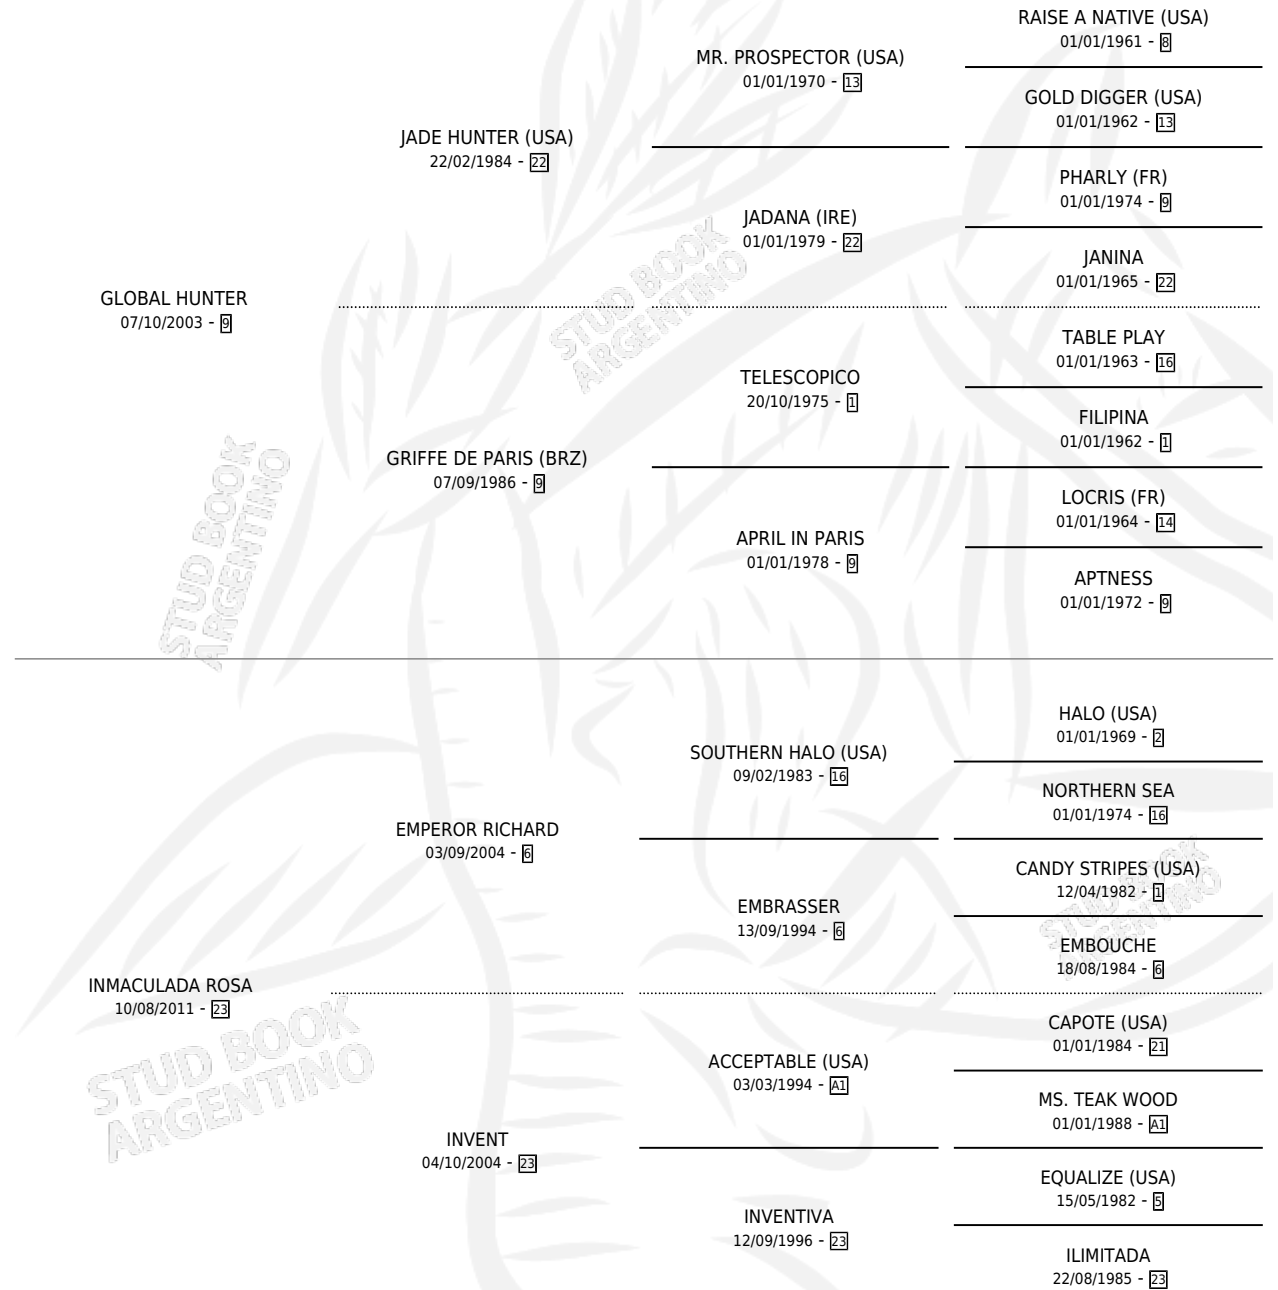 RAISE A NATIVE (USA)
01/01/1961 - 8
MR. PROSPECTOR (USA)
01/01/1970 - 13
GOLD DIGGER (USA)
01/01/1962 - 13
JADE HUNTER (USA)
22/02/1984 - 22
PHARLY (FR)
01/01/1974 - 9
JADANA (IRE)
01/01/1979 - 22
JANINA
01/01/1965 - 22
GLOBAL HUNTER
07/10/2003 - 9
TABLE PLAY
01/01/1963 - 16
TELESCOPICO
20/10/1975 - 1
FILIPINA
01/01/1962 - 1
GRIFFE DE PARIS (BRZ)
07/09/1986 - 9
LOCRIS (FR)
01/01/1964 - 14
APRIL IN PARIS
01/01/1978 - 9
APTNESS
01/01/1972 - 9
HALO (USA)
01/01/1969 - 2
SOUTHERN HALO (USA)
09/02/1983 - 16
NORTHERN SEA
01/01/1974 - 16
EMPEROR RICHARD
03/09/2004 - 6
CANDY STRIPES (USA)
12/04/1982 - 1
EMBRASSER
13/09/1994 - 6
EMBOUCHE
18/08/1984 - 6
INMACULADA ROSA
10/08/2011 - 23
CAPOTE (USA)
01/01/1984 - 21
ACCEPTABLE (USA)
03/03/1994 - A1
MS. TEAK WOOD
01/01/1988 - A1
INVENT
04/10/2004 - 23
EQUALIZE (USA)
15/05/1982 - 5
INVENTIVA
12/09/1996 - 23
ILIMITADA
22/08/1985 - 23
STUD BOOK
ARGENTINO
STUD BOOK
ARGENTINO
STUD BOOK
ARGENTINO
STUD BOOK
ARGENTINO